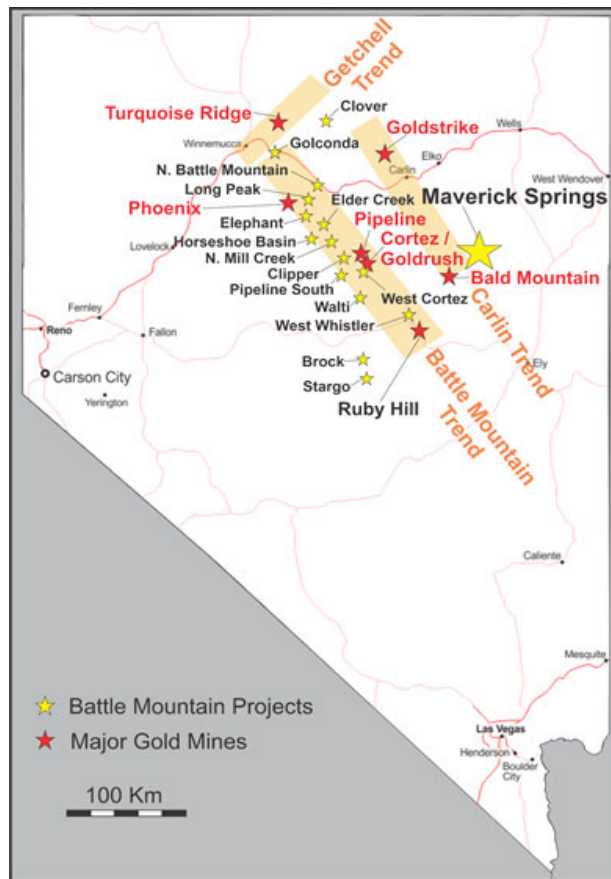 Getchell
Trend
Turquoise Ridge
Clover
Goldstrike
Wells
Winnemucca
Golconda
Elko
Carlin
West Wendover
N. Battle Mountain
Long Peak
Elder Creek
Maverick Springs
Phoenix
Elephant
Pipeline
Horseshoe Basin
Cortez /
Goldrush
Lovelock
N. Mill Creek
Clipper
Bald Mountain
Pipeline South
West Cortez
Walti
Carlin Trend
Fernley
Reno
Fallon
West Whistler
Ely
Brock
Carson City
Stargo
Battle Mountain
Trend
Yerington
Ruby Hill
Caliente
Mesquite
Battle Mountain Projects
Major Gold Mines
Las Vegas
Henderson
Boulder
City
100 Km